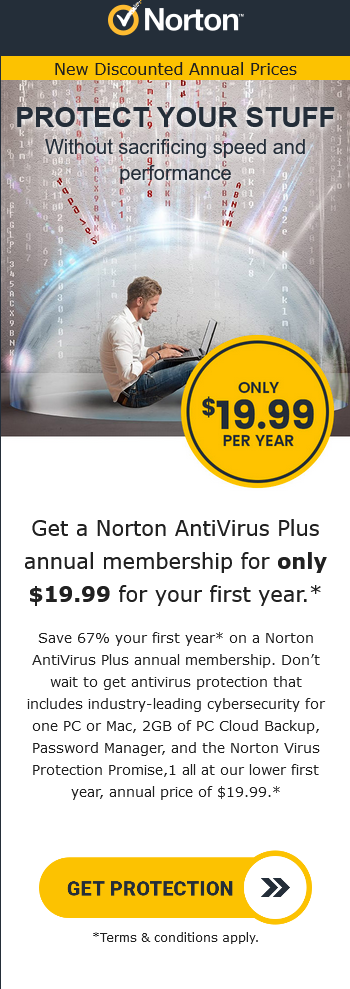 Norton™
New Discounted Annual Prices
PROTECT YOUR STUFF
Without sacrificing speed and
performance
ONLY
$19.99
PER YEAR
Get a Norton AntiVirus Plus
annual membership for only
$19.99 for your first year.*
Save 67% your first year* on a Norton
AntiVirus Plus annual membership. Don’t
wait to get antivirus protection that
includes industry-leading cybersecurity for
one PC or Mac, 2GB of PC Cloud Backup,
Password Manager, and the Norton Virus
Protection Promise,1 all at our lower first
year, annual price of $19.99.*
GET PROTECTION
*Terms & conditions apply.